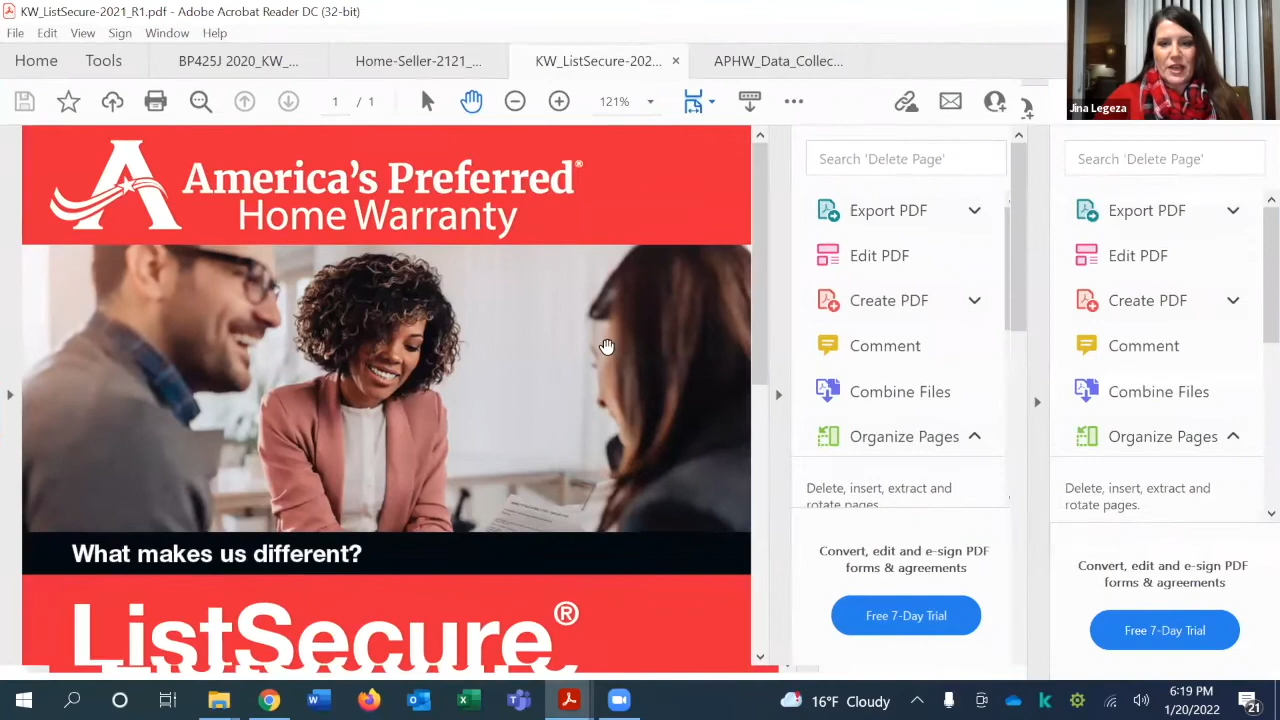 KW_ListSecure-2021_R1.pdf - Adobe Acrobat Reader DC (32-bit)
File Edit View Sign Window Help
Home Tools BP425J 2020_KW_... Home-Seller-2121_... KW_ListSecure-202... × APHW_Data_Collec...
1 / 1 121%
Jina Legeza
America's Preferred®
Home Warranty
What makes us different?
ListSecure®
Search 'Delete Page'
Export PDF
Edit PDF
Create PDF
Comment
Combine Files
Organize Pages
Delete, insert, extract and
rotate pages.
Convert, edit and e-sign PDF
forms & agreements
Free 7-Day Trial
Search 'Delete Page'
Export PDF
Edit PDF
Create PDF
Comment
Combine Files
Organize Pages
Delete, insert, extract and
rotate pages.
Convert, edit and e-sign PDF
forms & agreements
Free 7-Day Trial
16°F Cloudy
6:19 PM
1/20/2022
21